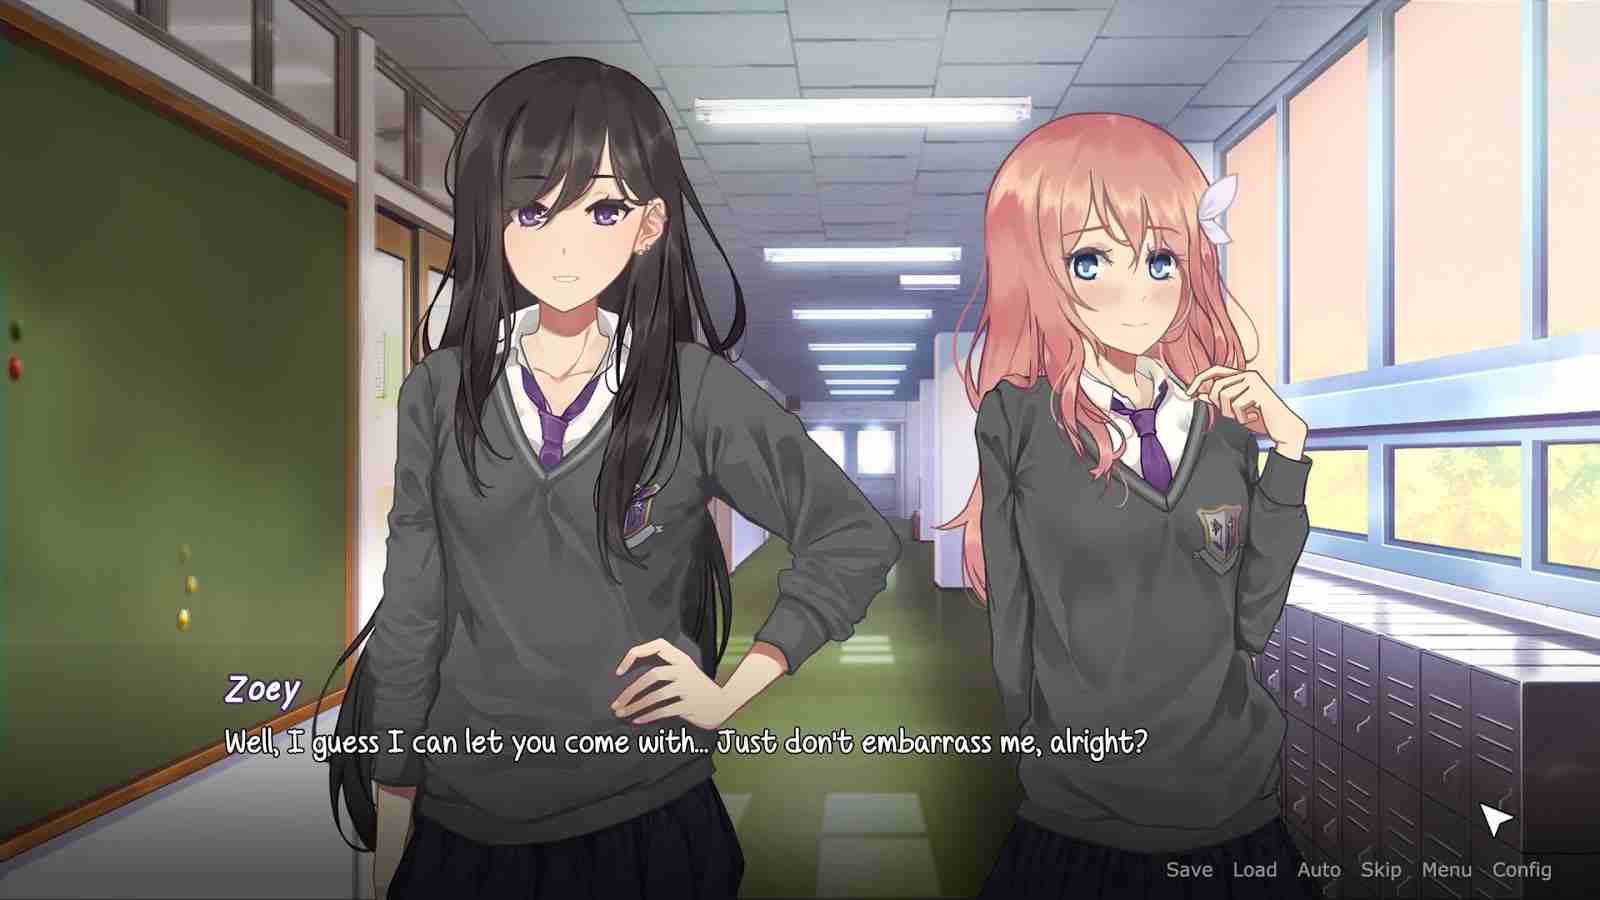 Zoey
Well, I guess I can let you come with... Just don't embarrass me, alright?
Save Load Auto Skip Menu Config